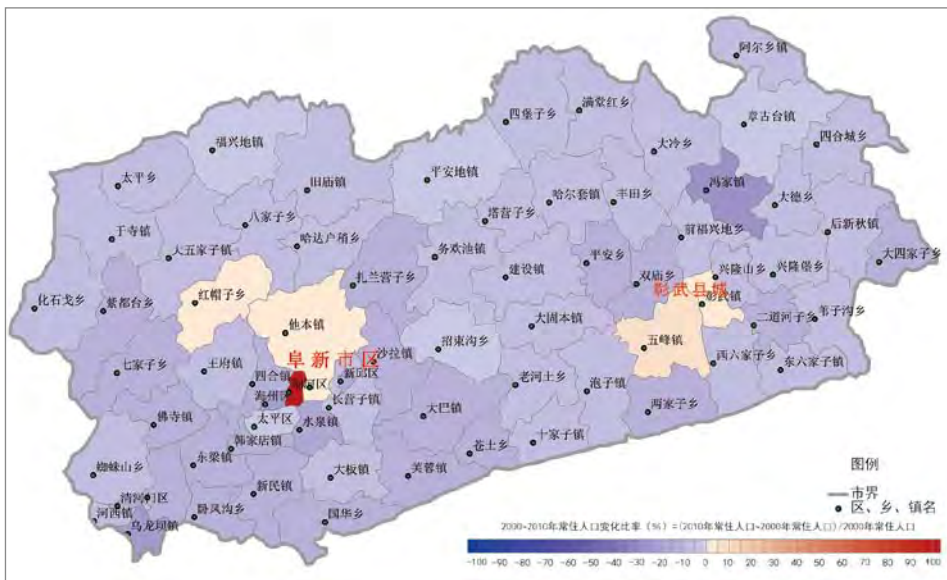 阿尔乡镇
满堂红乡
四堡子乡
章古台镇
四合城乡
福兴地镇
大冷乡
旧庙镇
平安地镇
太平乡
冯家镇
哈尔套镇
丰田乡
大德乡
塔营子乡
八家子乡
于寺镇
哈达户稍乡
前福兴地乡
后新秋镇
大五家子镇
务欢池镇
平安乡
大四家子乡
建设镇
双庙乡
兴隆山乡
兴隆堡乡
扎兰营子乡
彰武县城
彰武镇
化石戈乡
紫都台乡
红帽子乡
苇子沟乡
二道河子乡
他本镇
大固本镇
招束沟乡
五峰镇
阜新市区
沙拉镇
七家子乡
王府镇
西六家子乡
东六家子镇
四合镇
新邱区
老河土乡
泡子镇
海州区
长营子镇
大巴镇
两家子乡
佛寺镇
太平区
水泉镇
韩家店镇
苍土乡
十家子镇
东梁镇
蜘蛛山乡
大板镇
芙蓉镇
新民镇
清河门区
河西镇
卧凤沟乡
国华乡
乌龙坝镇
图例
市界
区、乡、镇名
2000-2010年常住人口变化比率（%）=(2010年常住人口-2000年常住人口)/2000年常住人口
-100 -90 -80 -70 -60 -50 -40 -30 -20 -10 0 10 20 30 40 50 60 70 80 90 100